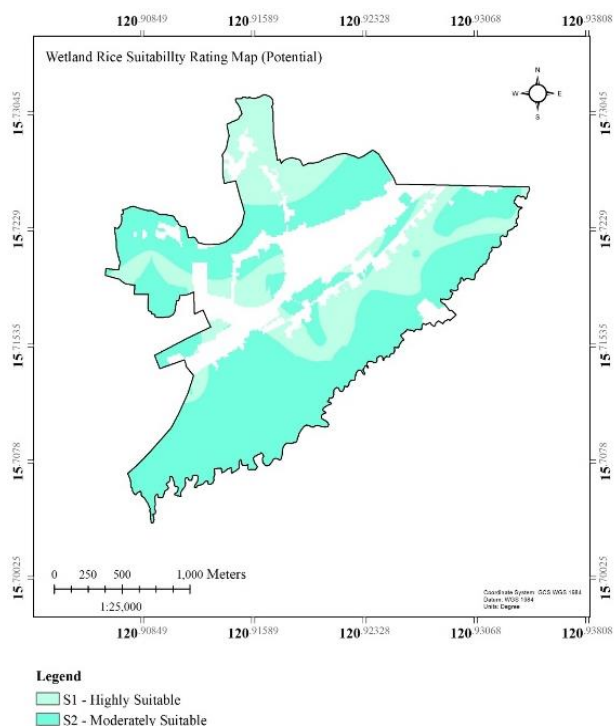 120.90849 120.91589 120.92328 120.93068 120.93808
Wetland Rice Suitabillty Rating Map (Potential)
N
W E
S
15.73045 15.73045
15.7229 15.7229
15.71535 15.71535
15.7078 15.7078
15.70025 15.70025
0 250 500 1,000 Meters
1:25,000
Coordinate System: GCS WGS 1984
Datum: WGS 1984
Units: Degree
120.90849 120.91589 120.92328 120.93068 120.93808
Legend
S1 - Highly Suitable
S2 - Moderately Suitable